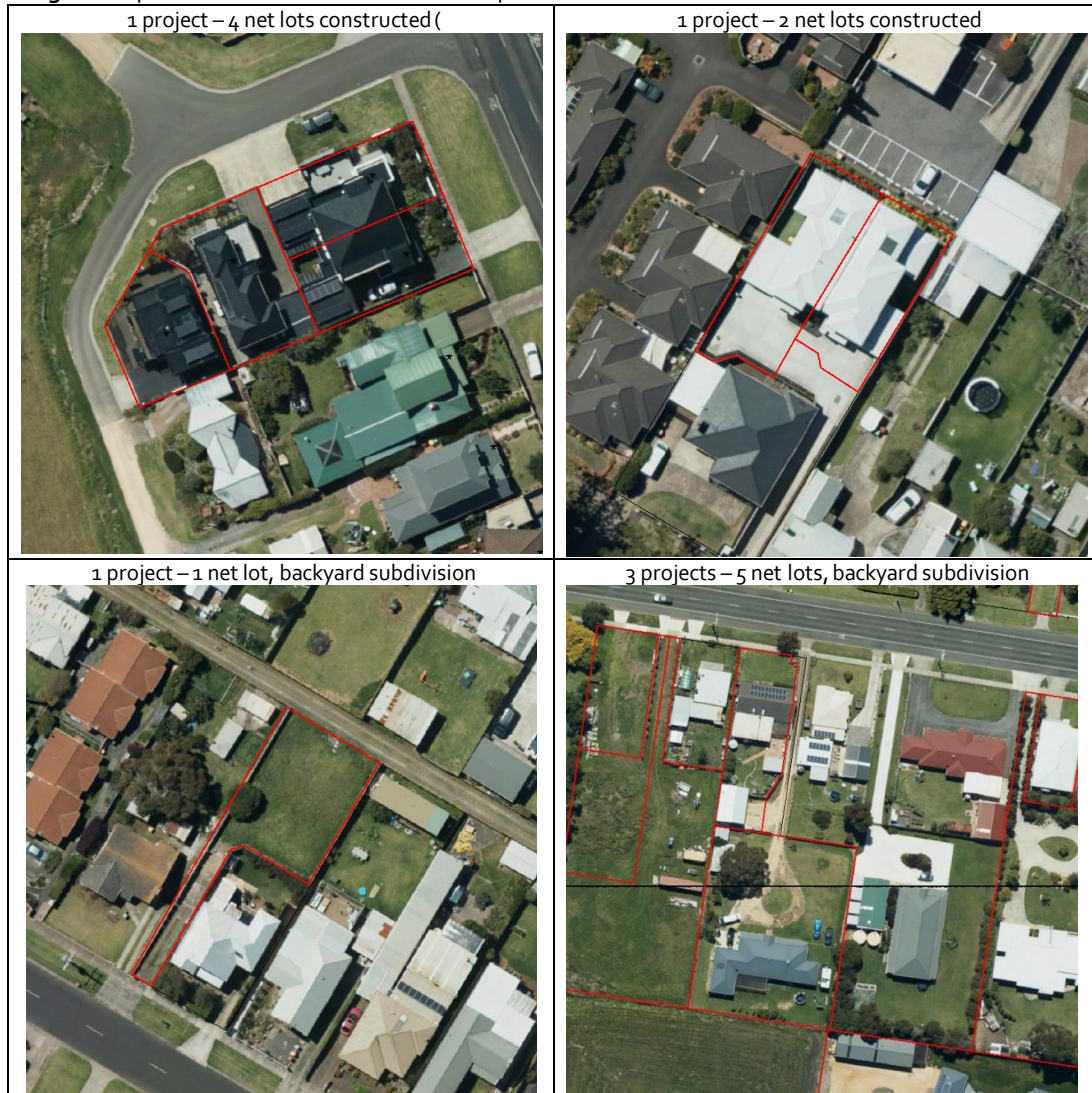 1 project – 4 net lots constructed (
1 project – 2 net lots constructed
1 project – 1 net lot, backyard subdivision
3 projects – 5 net lots, backyard subdivision